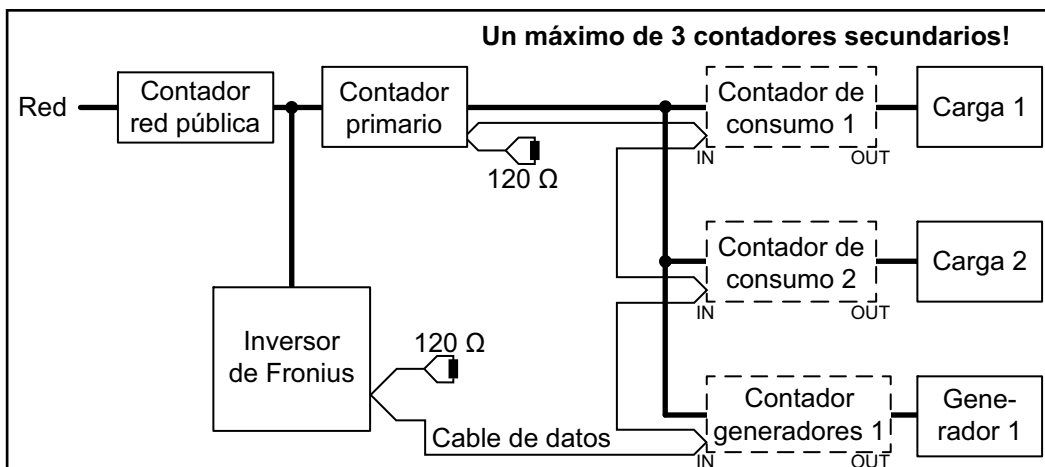 Un máximo de 3 contadores secundarios!
Red
Contador
red pública
Contador
primario
Contador de
consumo 1
Carga 1
IN
OUT
120 Ω
Contador de
consumo 2
Carga 2
IN
OUT
Inversor
de Fronius
120 Ω
Cable de datos
Contador
generadores 1
Gene-
rador 1
IN
OUT